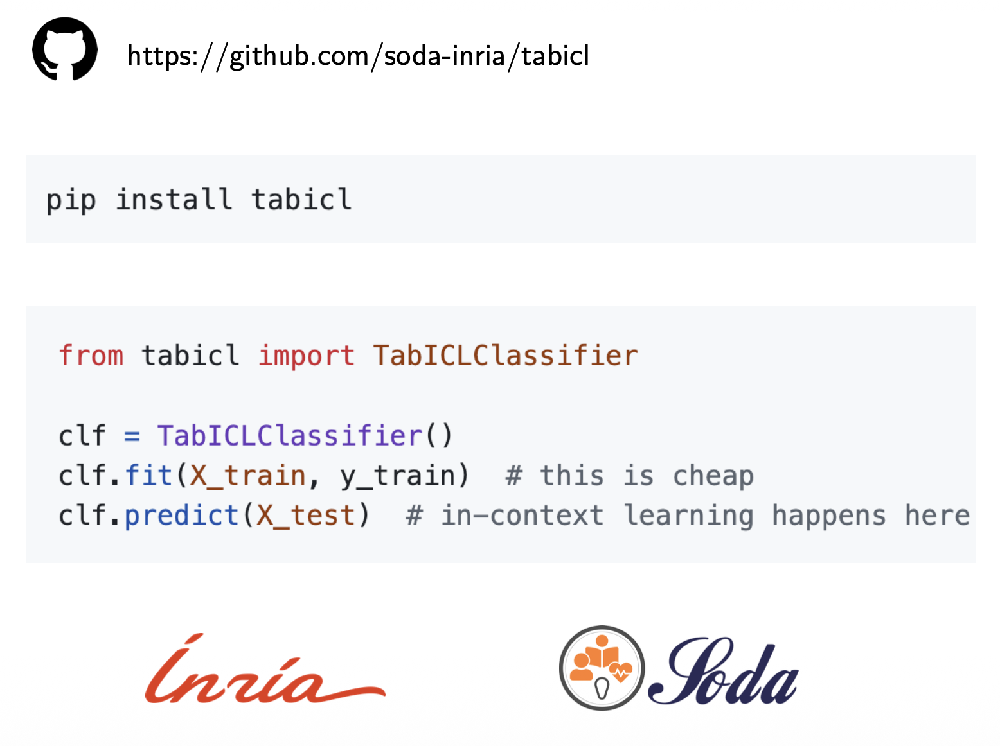 https://github.com/soda-inria/tabicl
pip install tabicl
from tabicl import TabICLClassifier
clf = TabICLClassifier()
clf.fit(X_train, y_train)  # this is cheap
clf.predict(X_test)  # in-context learning happens here
Inria
Soda